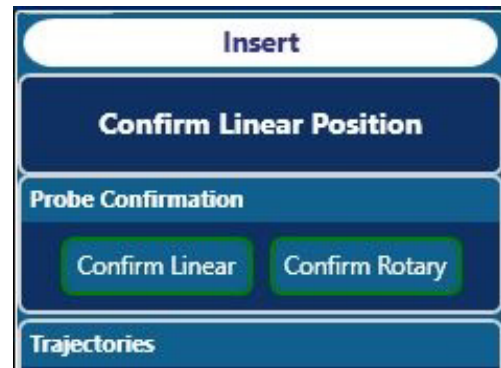 Insert
Confirm Linear Position
Probe Confirmation
Confirm Linear Confirm Rotary
Trajectories